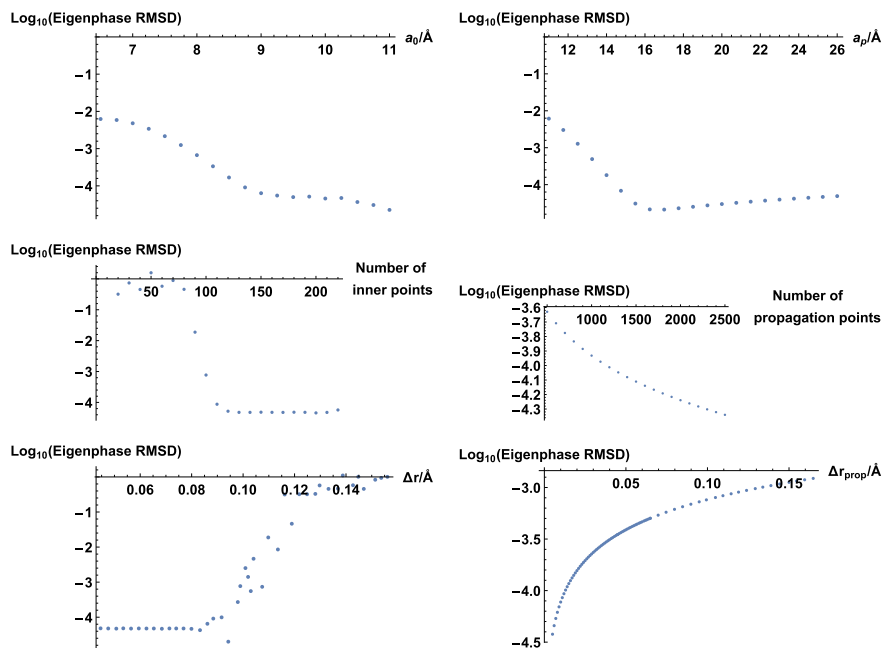 Log₁₀(Eigenphase RMSD)
a₀/Å
7 8 9 10 11
-1
-2
-3
-4
Log₁₀(Eigenphase RMSD)
aₚ/Å
12 14 16 18 20 22 24 26
-1
-2
-3
-4
Log₁₀(Eigenphase RMSD)
Number of
inner points
50 100 150 200
-1
-2
-3
-4
Log₁₀(Eigenphase RMSD)
Number of
propagation points
1000 1500 2000 2500
-3.6
-3.7
-3.8
-3.9
-4.0
-4.1
-4.2
-4.3
Log₁₀(Eigenphase RMSD)
Δr/Å
0.06 0.08 0.10 0.12 0.14
-1
-2
-3
-4
Log₁₀(Eigenphase RMSD)
Δr_prop/Å
0.05 0.10 0.15
-3.0
-3.5
-4.0
-4.5